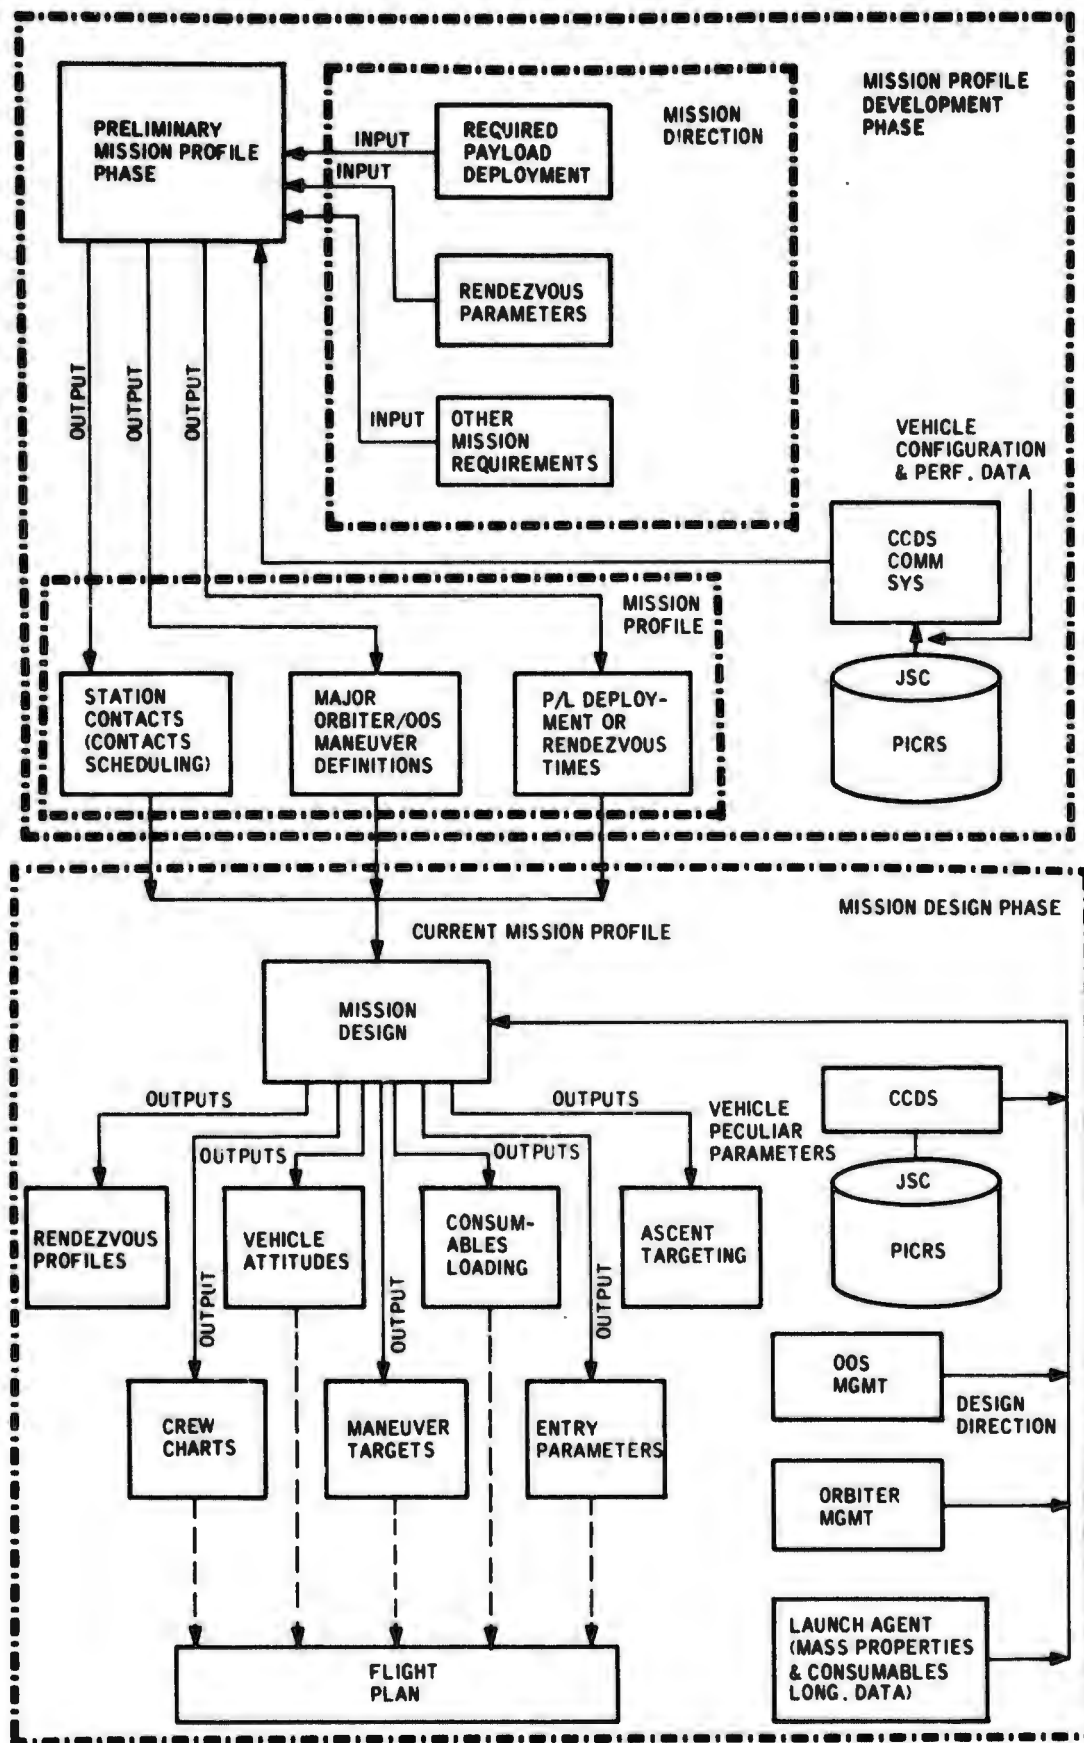 MISSION PROFILE
DEVELOPMENT
PHASE
PRELIMINARY
MISSION PROFILE
PHASE
MISSION
DIRECTION
INPUT
REQUIRED
PAYLOAD
DEPLOYMENT
INPUT
RENDEZVOUS
PARAMETERS
INPUT
OTHER
MISSION
REQUIREMENTS
OUTPUT
OUTPUT
OUTPUT
VEHICLE
CONFIGURATION
& PERF. DATA
CCDS
COMM
SYS
JSC
PICRS
MISSION
PROFILE
STATION
CONTACTS
(CONTACTS
SCHEDULING)
MAJOR
ORBITER/OOS
MANEUVER
DEFINITIONS
P/L DEPLOY-
MENT OR
RENDEZVOUS
TIMES
MISSION DESIGN PHASE
CURRENT MISSION PROFILE
MISSION
DESIGN
OUTPUTS
OUTPUTS
OUTPUTS
OUTPUTS
VEHICLE
PECULIAR
PARAMETERS
CCDS
JSC
PICRS
RENDEZVOUS
PROFILES
VEHICLE
ATTITUDES
CONSUM-
ABLES
LOADING
ASCENT
TARGETING
OUTPUT
OUTPUT
OUTPUT
CREW
CHARTS
MANEUVER
TARGETS
ENTRY
PARAMETERS
OOS
MGMT
DESIGN
DIRECTION
ORBITER
MGMT
LAUNCH AGENT
(MASS PROPERTIES
& CONSUMABLES
LONG. DATA)
FLIGHT
PLAN